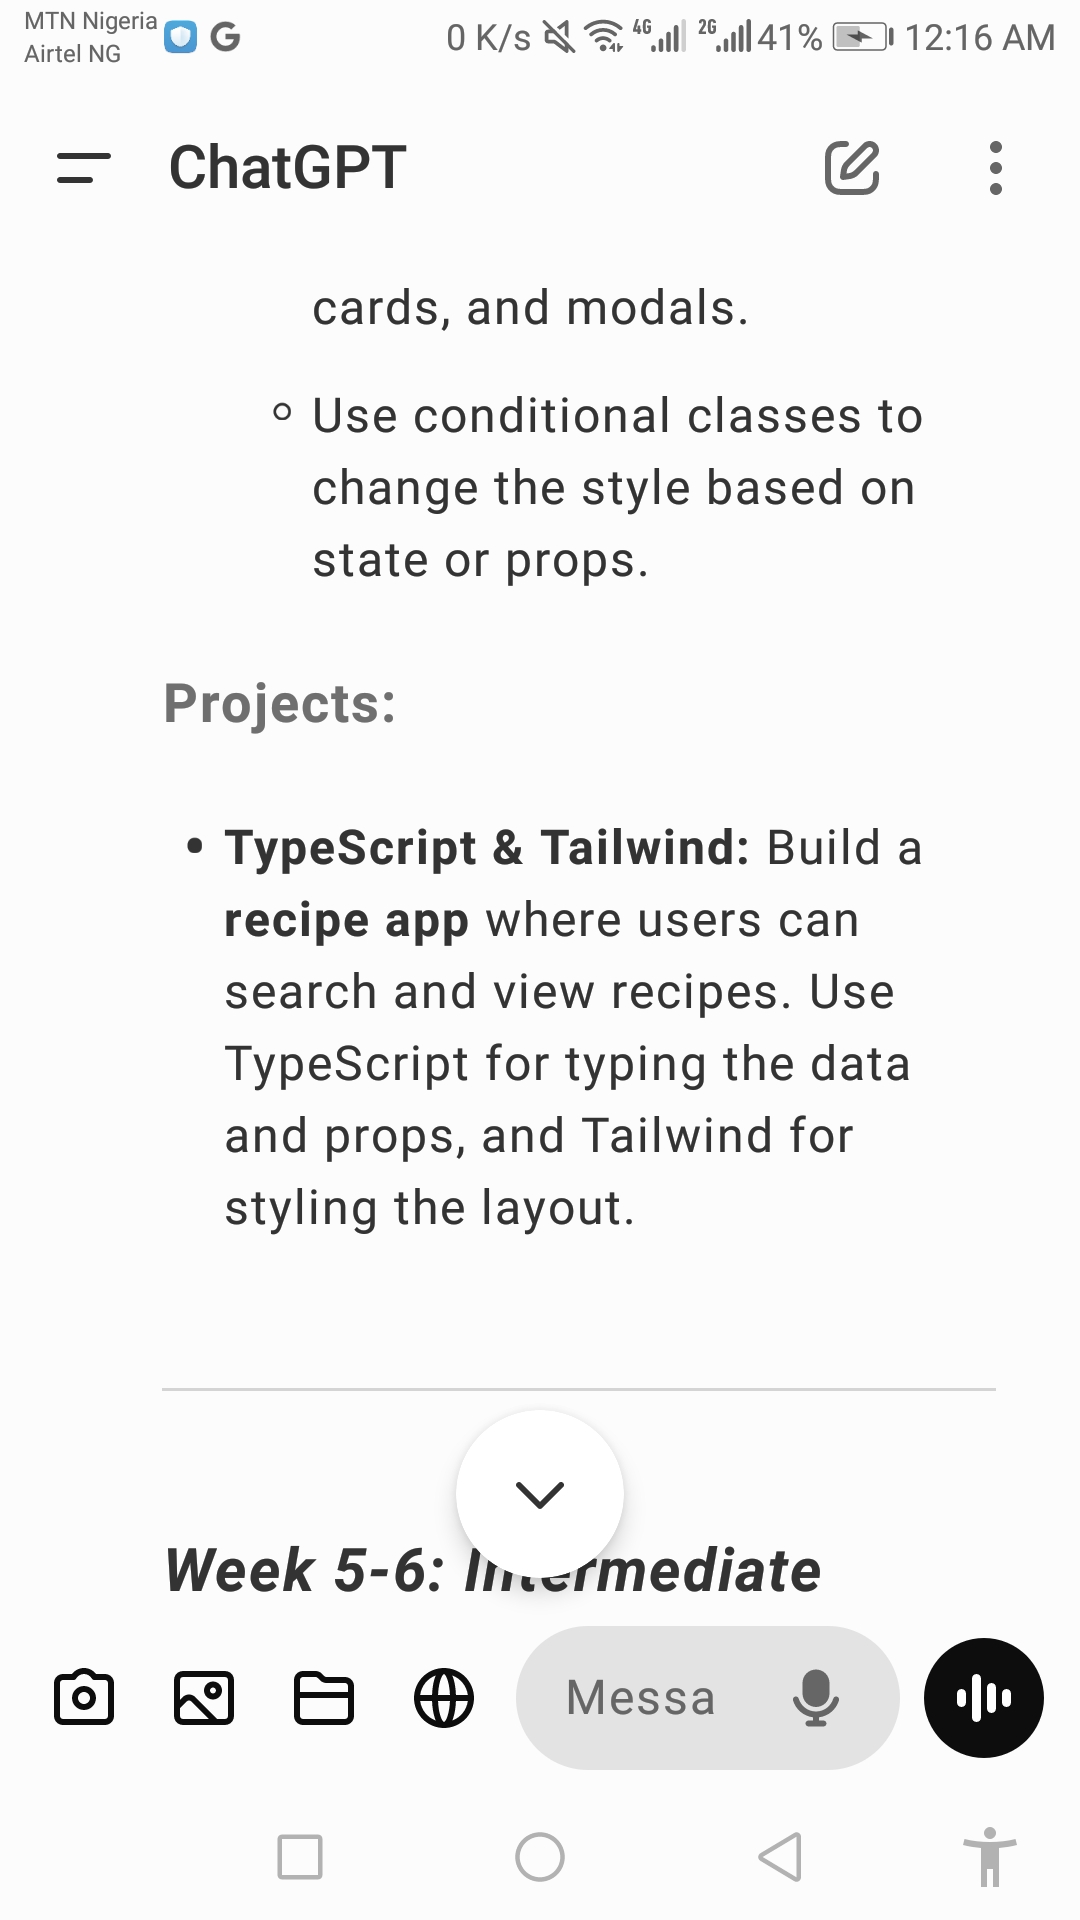 MTN Nigeria
Airtel NG
0 K/s 4G 2G 41% 12:16 AM
ChatGPT
cards, and modals.
Use conditional classes to
change the style based on
state or props.
Projects:
• TypeScript & Tailwind: Build a
recipe app where users can
search and view recipes. Use
TypeScript for typing the data
and props, and Tailwind for
styling the layout.
Week 5-6: Intermediate
Messa